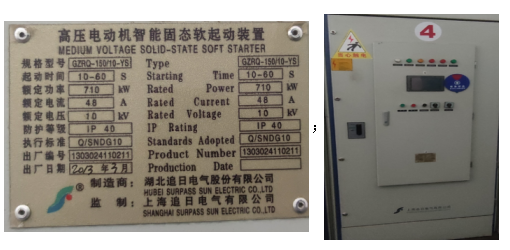 高压电动机智能固态软起动装置
MEDIUM VOLTAGE SOLID-STATE SOFT STARTER
规格型号 GZRQ-150/10-YS Type GZRQ-150/10-YS
起动时间 10-60 S Starting Time 10-60 S
额定功率 710 kW Rated Power 710 kW
额定电流 48 A Rated Current 48 A
额定电压 10 kV Rated Voltage 10 kV
防护等级 IP 40 IP Rating IP 40
执行标准 Q/SNDG10 Standards Adopted Q/SNDG10
出厂编号 1303024110211 Product Number 1303024110211
出厂日期 2013年3月 Production Date
制造商: 湖北追日电气股份有限公司
HUBEI SURPASS SUN ELECTRIC CO.,LTD
监 制: 上海追日电气有限公司
SHANGHAI SURPASS SUN ELECTRIC CO.,LTD
;
4